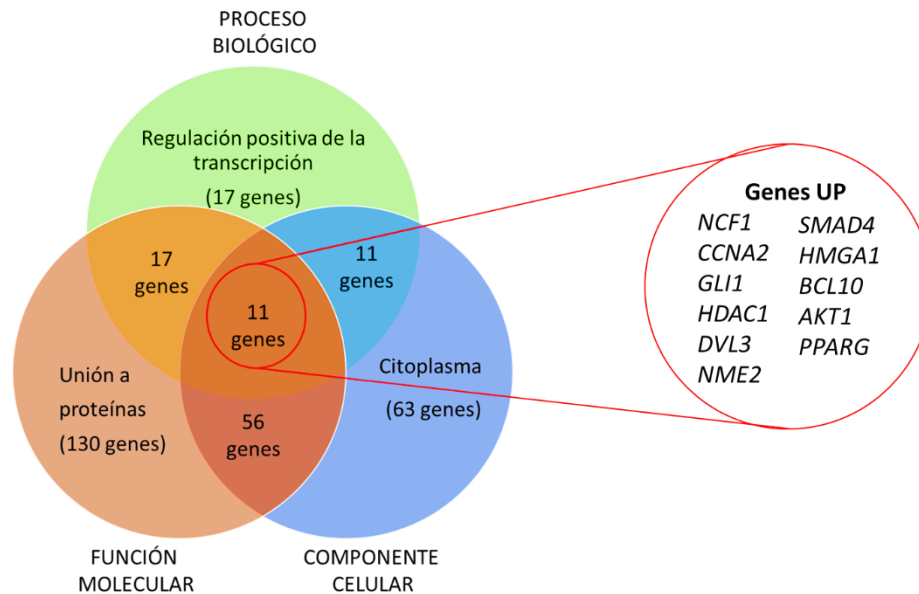 PROCESO
BIOLÓGICO
Regulación positiva de la
transcripción
(17 genes)
17
genes
11
genes
11
genes
Unión a
proteínas
(130 genes)
Citoplasma
(63 genes)
56
genes
FUNCIÓN
MOLECULAR
COMPONENTE
CELULAR
Genes UP
NCF1
CCNA2
GLI1
HDAC1
DVL3
NME2
SMAD4
HMGA1
BCL10
AKT1
PPARG